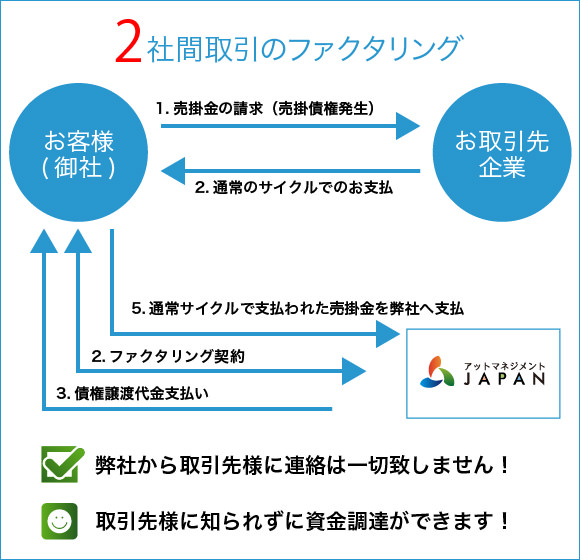 2社間取引のファクタリング
1. 売掛金の請求（売掛債権発生）
お客様
(御社)
お取引先
企業
2. 通常のサイクルでのお支払
5. 通常サイクルで支払われた売掛金を弊社へ支払
2. ファクタリング契約
アットマネジメント
JAPAN
3. 債権譲渡代金支払い
弊社から取引先様に連絡は一切致しません！
取引先様に知られずに資金調達ができます！